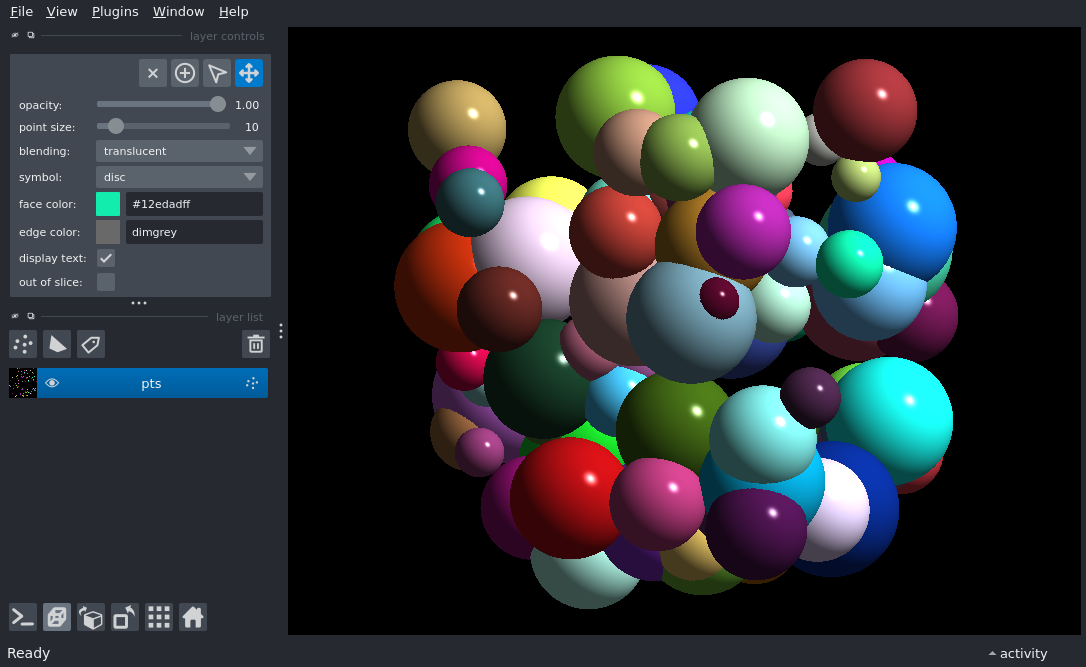 File View Plugins Window Help
layer controls
opacity: 1.00
point size: 10
blending: translucent
symbol: disc
face color: #12edadff
edge color: dimgrey
display text:
out of slice:
layer list
pts
Ready
activity